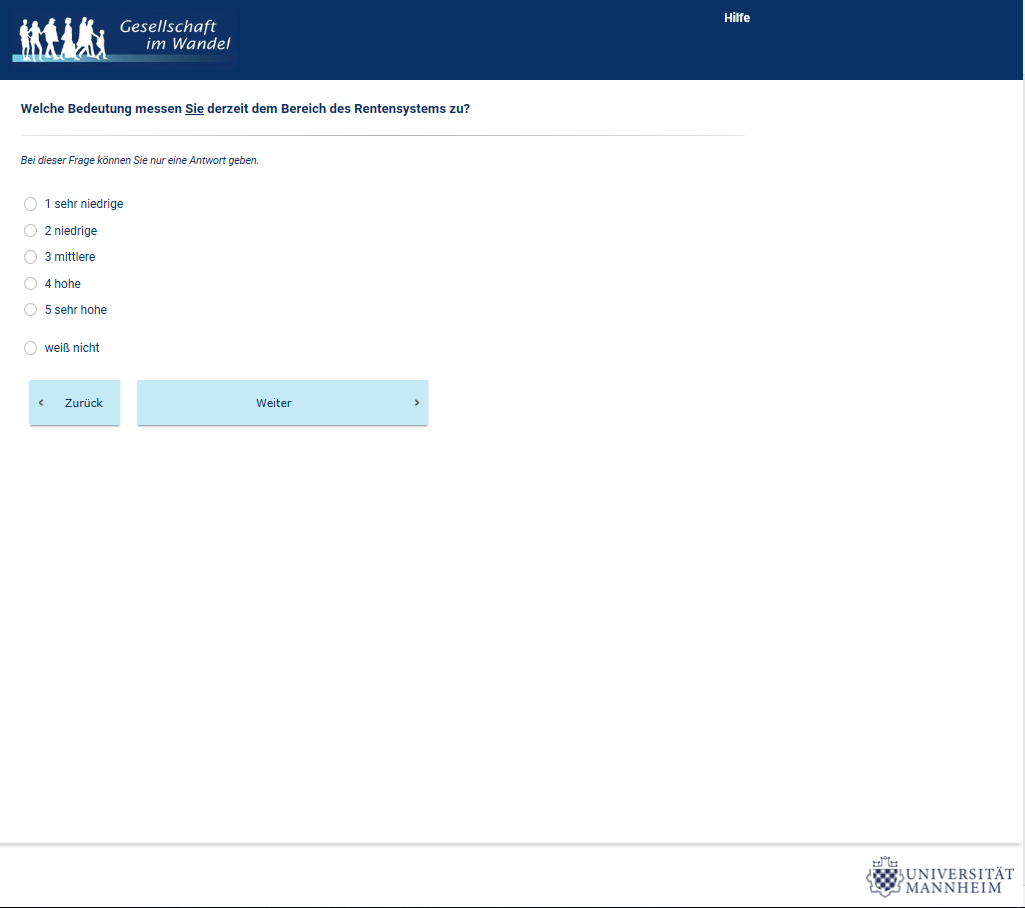 Gesellschaft
im Wandel
Hilfe
Welche Bedeutung messen Sie derzeit dem Bereich des Rentensystems zu?
Bei dieser Frage können Sie nur eine Antwort geben.
1 sehr niedrige
2 niedrige
3 mittlere
4 hohe
5 sehr hohe
weiß nicht
Zurück
Weiter
UNIVERSITÄT
MANNHEIM